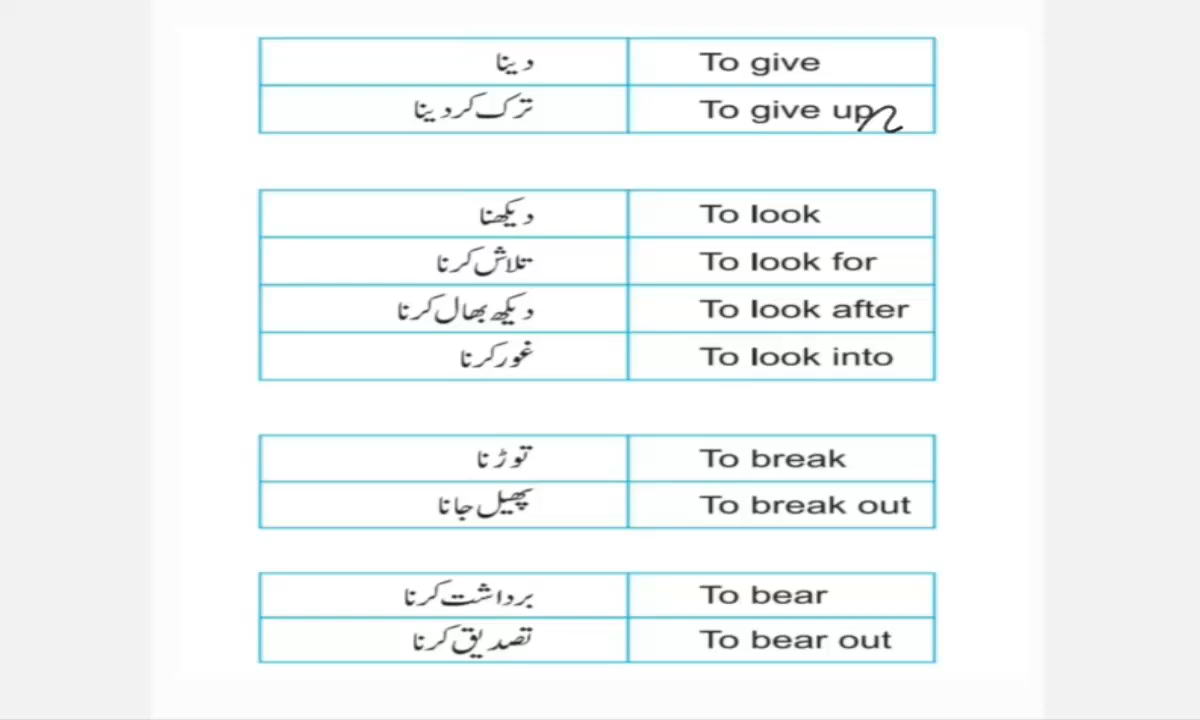 دینا To give
ترک کر دینا To give up
دیکھنا To look
تلاش کرنا To look for
دیکھ بھال کرنا To look after
غور کرنا To look into
توڑنا To break
پھیل جانا To break out
برداشت کرنا To bear
تصدیق کرنا To bear out